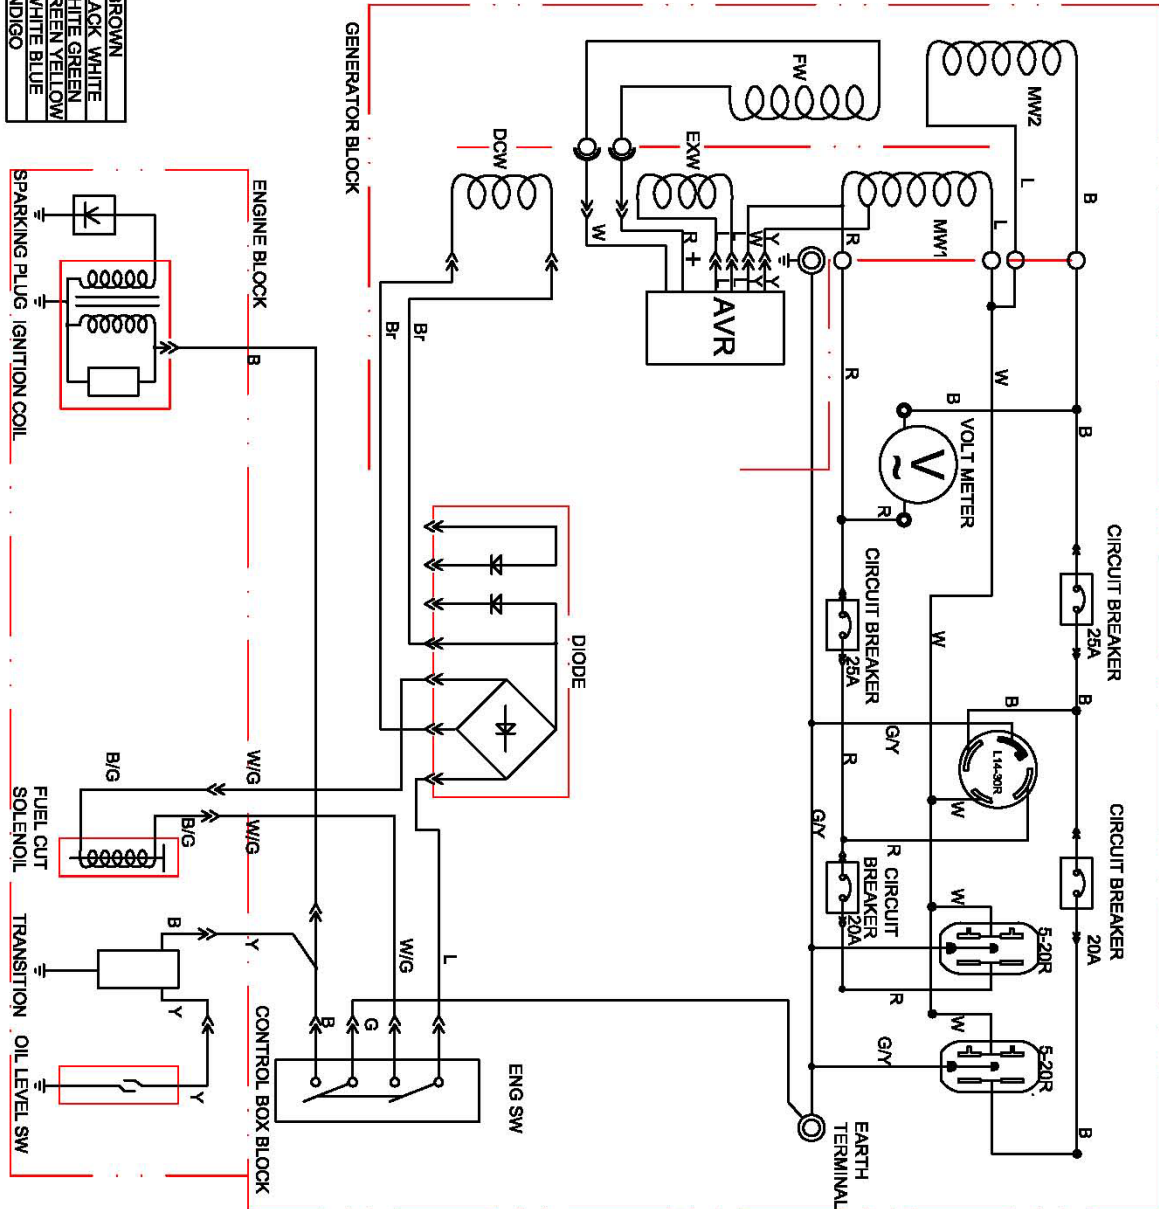 BROWN
WHITE
WHITE GREEN
YELLOW
WHITE BLUE
GENERATOR BLOCK
MW2
B
L
B
FW
DCW
EXW
MW1
L
R
W
R
+
L
L
W
Y
L
L
Y
Y
AVR
Br
Br
R
W
B
B
VOLT METER
V
~
R
CIRCUIT BREAKER
25A
CIRCUIT BREAKER
25A
W
B
B
G/Y
R
L14-30R
W
G/Y
R
CIRCUIT BREAKER
20A
CIRCUIT
BREAKER
20A
W
5-20R
R
W
G/Y
5-20R
B
EARTH
TERMINAL
DIODE
ENGINE BLOCK
SPARKING PLUG
IGNITION COIL
B
W/G
B/G
W/G
B/G
FUEL CUT
SOLENOIL
TRANSITION
B
Y
Y
OIL LEVEL SW
Y
W/G
L
B
G
ENG SW
CONTROL BOX BLOCK